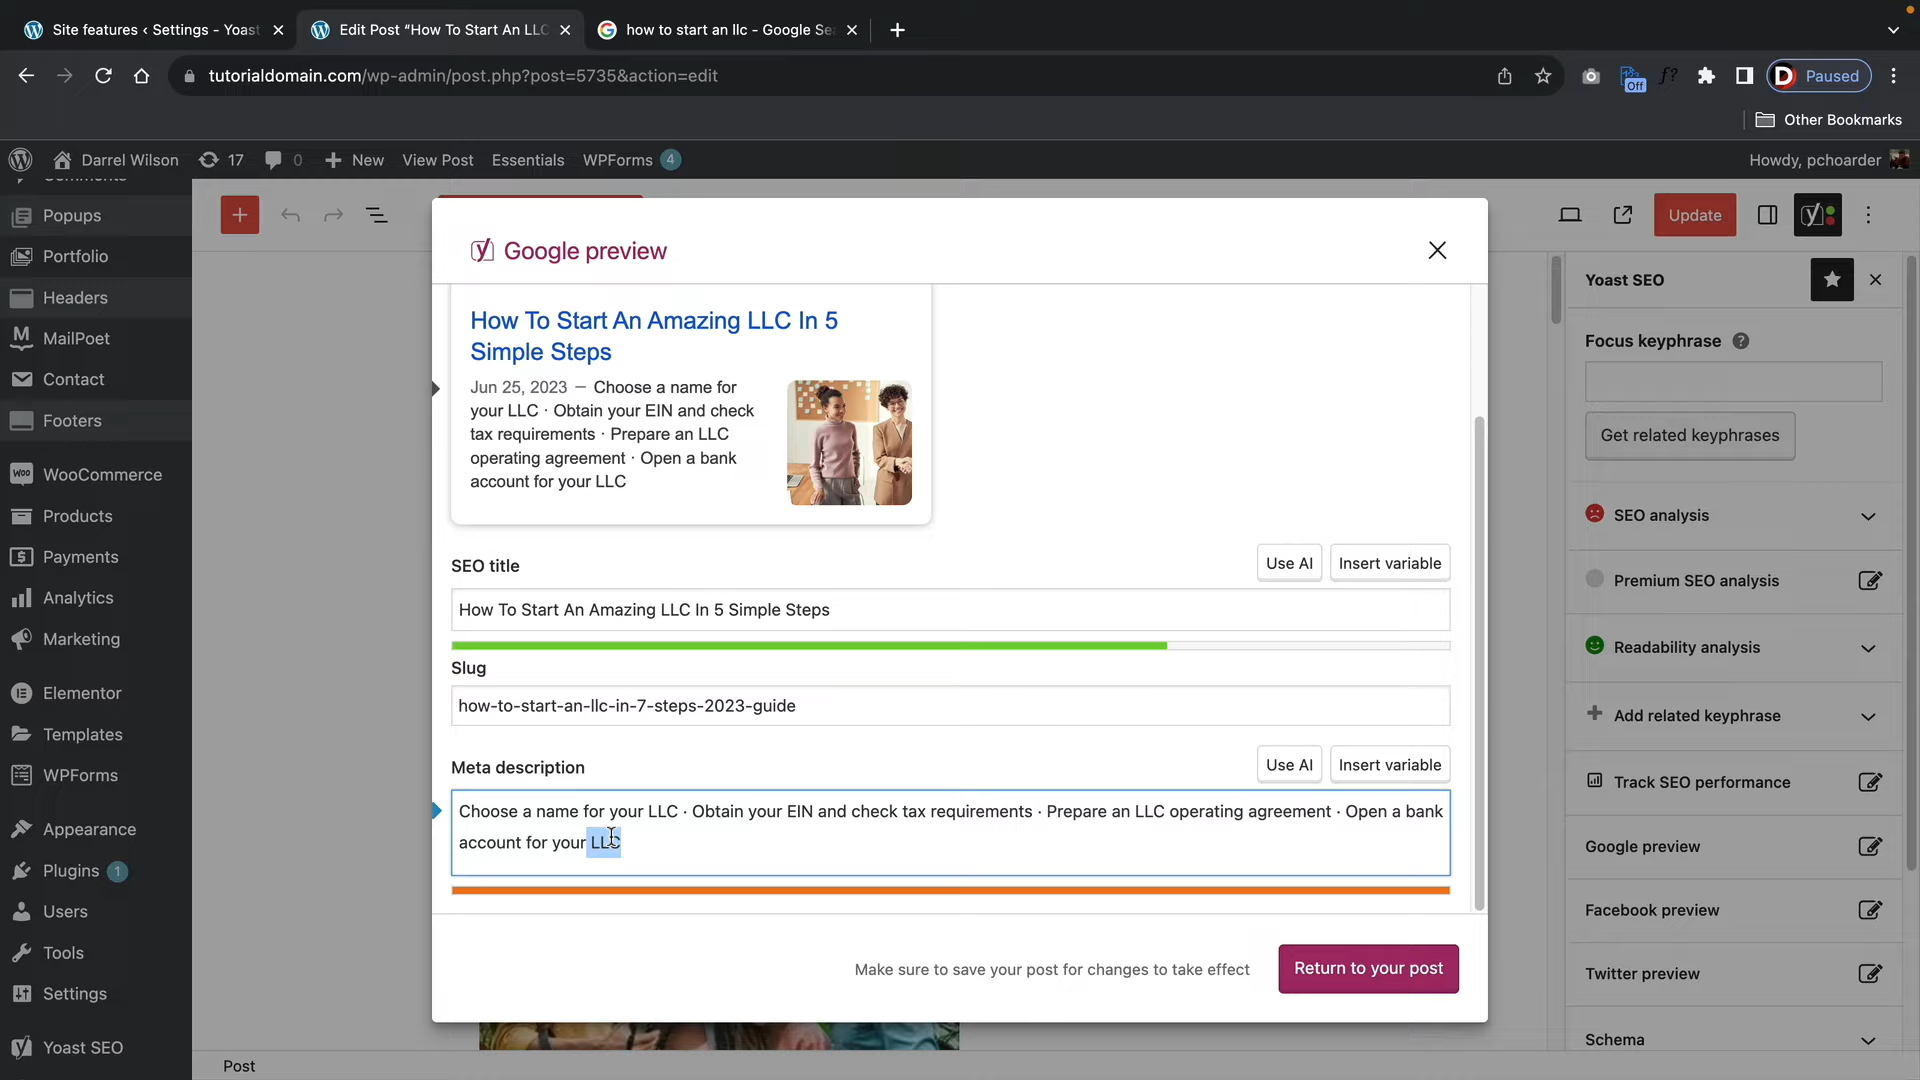 Site features ‹ Settings - Yoast
Edit Post "How To Start An LLC
how to start an llc - Google Se
tutorialdomain.com/wp-admin/post.php?post=5735&action=edit
Off
f?
D Paused
Other Bookmarks
Darrel Wilson
17
0
New
View Post
Essentials
WPForms 4
Howdy, pchoarder
Comments
Popups
Portfolio
Headers
MailPoet
Contact
Footers
WooCommerce
Products
Payments
Analytics
Marketing
Elementor
Templates
WPForms
Appearance
Plugins 1
Users
Tools
Settings
Yoast SEO
Update
Google preview
How To Start An Amazing LLC In 5
Simple Steps
Jun 25, 2023 － Choose a name for
your LLC · Obtain your EIN and check
tax requirements · Prepare an LLC
operating agreement · Open a bank
account for your LLC
SEO title
Use AI
Insert variable
How To Start An Amazing LLC In 5 Simple Steps
Slug
how-to-start-an-llc-in-7-steps-2023-guide
Meta description
Use AI
Insert variable
Choose a name for your LLC · Obtain your EIN and check tax requirements · Prepare an LLC operating agreement · Open a bank
account for your LLC
Make sure to save your post for changes to take effect
Return to your post
Post
Yoast SEO
Focus keyphrase
Get related keyphrases
SEO analysis
Premium SEO analysis
Readability analysis
Add related keyphrase
Track SEO performance
Google preview
Facebook preview
Twitter preview
Schema